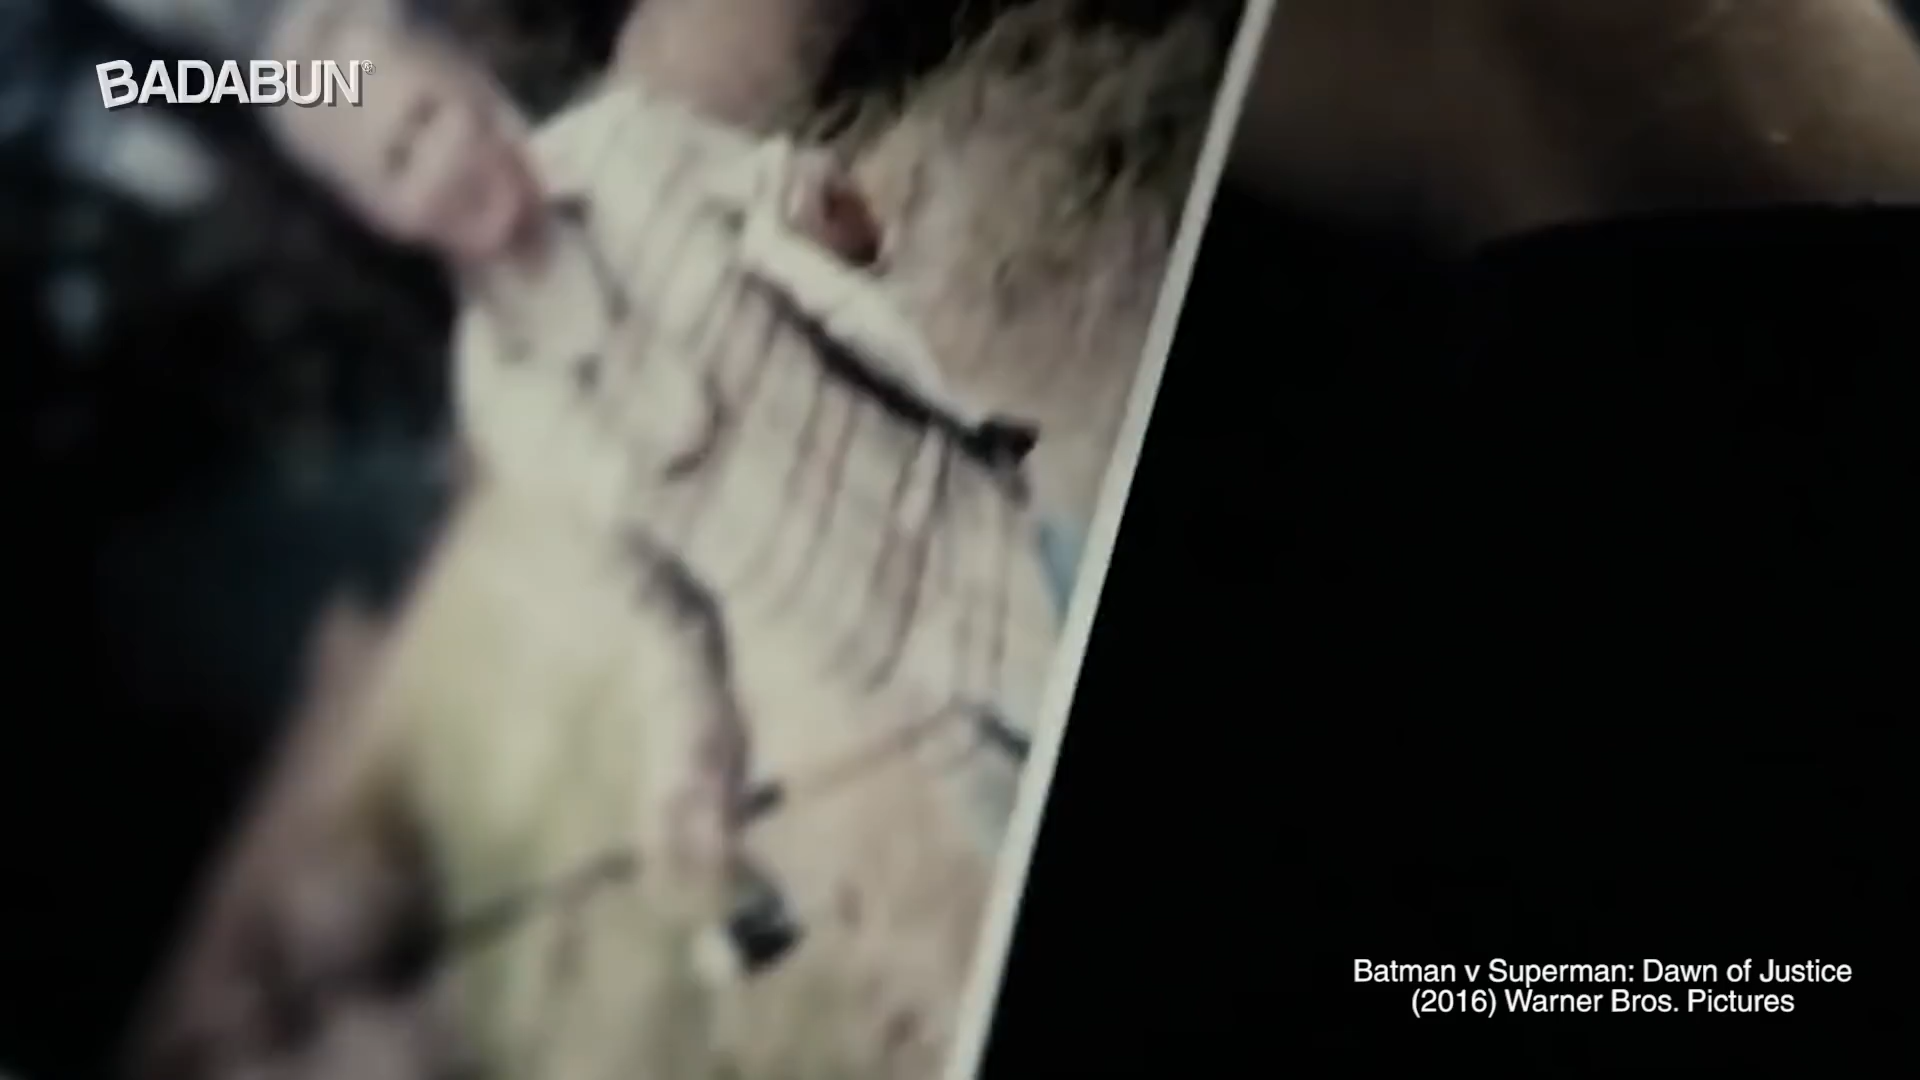 BADABUN®
Batman v Superman: Dawn of Justice
(2016) Warner Bros. Pictures